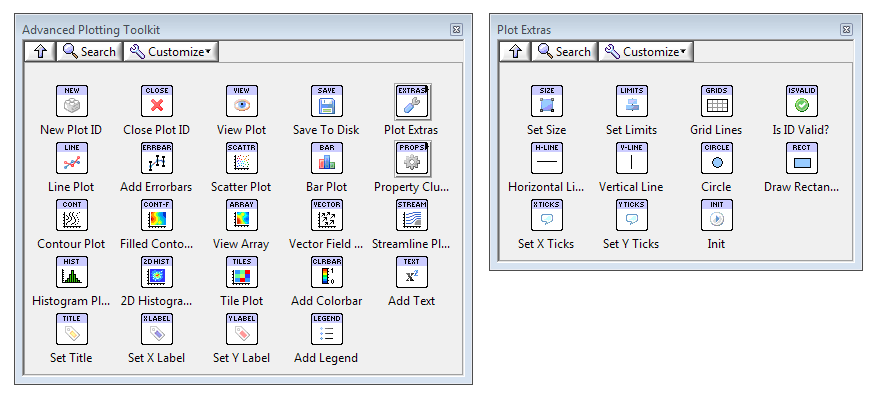 Advanced Plotting Toolkit
Search Customize
NEW CLOSE VIEW SAVE EXTRAS
New Plot ID Close Plot ID View Plot Save To Disk Plot Extras
LINE ERRBAR SCATTR BAR PROPS
Line Plot Add Errorbars Scatter Plot Bar Plot Property Clu...
CONT CONT-F ARRAY VECTOR STREAM
Contour Plot Filled Conto... View Array Vector Field ... Streamline Pl...
HIST 2D HIST TILES CLRBAR TEXT
1
0
x²
Histogram Pl... 2D Histogra... Tile Plot Add Colorbar Add Text
TITLE XLABEL YLABEL LEGEND
Set Title Set X Label Set Y Label Add Legend
Plot Extras
Search Customize
SIZE LIMITS GRIDS ISVALID
Set Size Set Limits Grid Lines Is ID Valid?
H-LINE V-LINE CIRCLE RECT
Horizontal Li... Vertical Line Circle Draw Rectan...
XTICKS YTICKS INIT
Set X Ticks Set Y Ticks Init